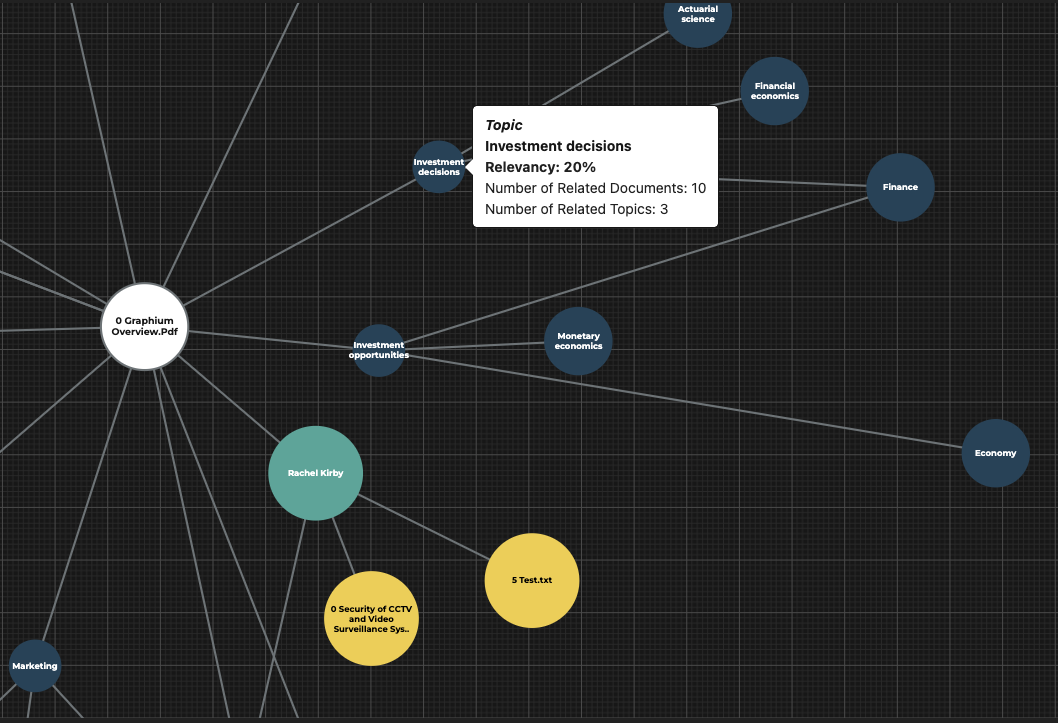 Actuarial
science
Financial
economics
Topic
Investment decisions
Relevancy: 20%
Number of Related Documents: 10
Number of Related Topics: 3
Investment
decisions
Finance
0 Graphium
Overview.Pdf
Investment
opportunities
Monetary
economics
Economy
Rachel Kirby
5 Test.txt
0 Security of CCTV
and Video
Surveillance Sys..
Marketing